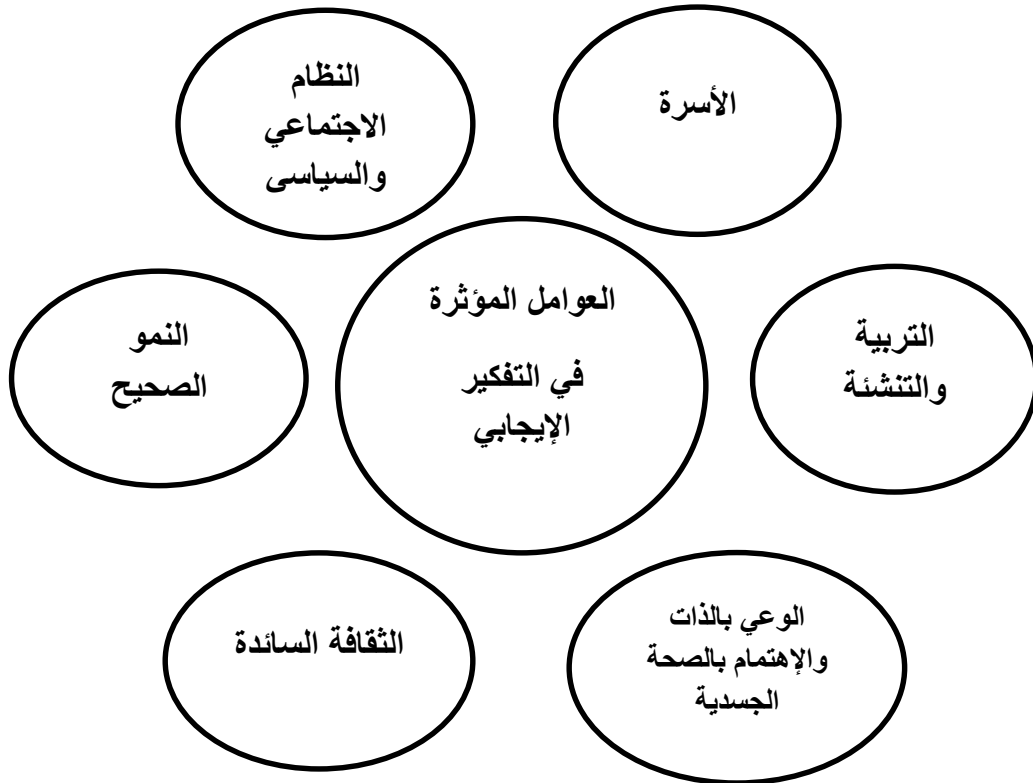 الأسرة
النظام
الاجتماعي
والسياسى
العوامل المؤثرة
في التفكير
الإيجابي
التربية
والتنشئة
النمو
الصحيح
الوعي بالذات
والإهتمام بالصحة
الجسدية
الثقافة السائدة